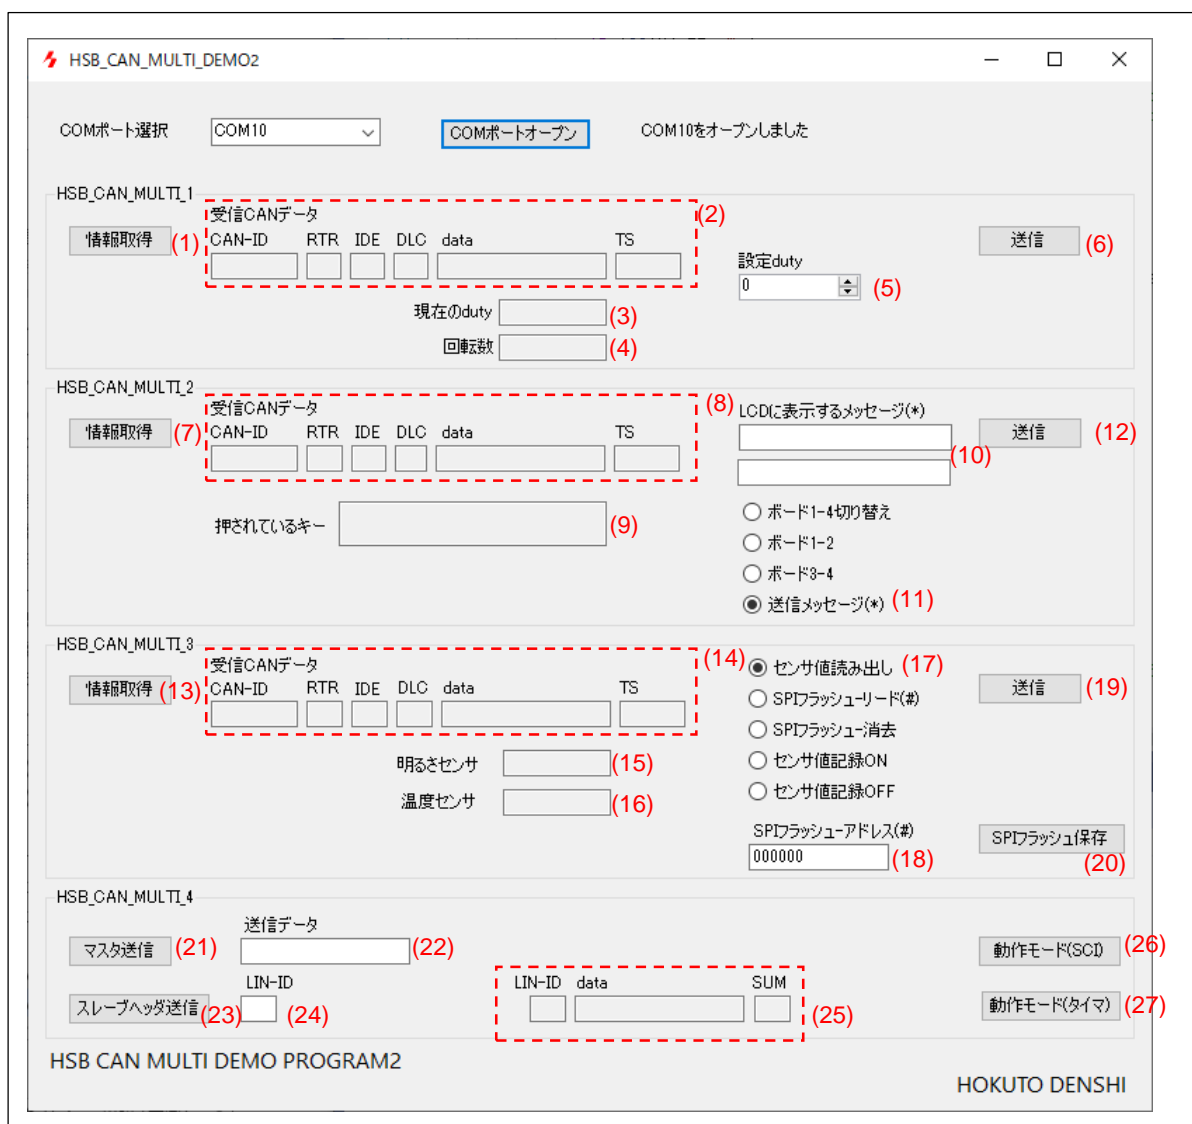 HSB_CAN_MULTI_DEMO2
COMポート選択 COM10 COMポートオープン COM10をオープンしました
HSB_CAN_MULTI_1
受信CANデータ (2)
情報取得 (1) CAN-ID RTR IDE DLC data TS 送信 (6)
設定duty
0 (5)
現在のduty (3)
回転数 (4)
HSB_CAN_MULTI_2
受信CANデータ (8) LCDに表示するメッセージ(*)
情報取得 (7) CAN-ID RTR IDE DLC data TS 送信 (12)
(10)
押されているキー (9)
ボード1-4切り替え
ボード1-2
ボード3-4
送信メッセージ(*) (11)
HSB_CAN_MULTI_3
受信CANデータ (14) センサ値読み出し (17)
情報取得 (13) CAN-ID RTR IDE DLC data TS 送信 (19)
SPIフラッシューリード(#)
SPIフラッシュー消去
明るさセンサ (15) センサ値記録ON
温度センサ (16) センサ値記録OFF
SPIフラッシューアドレス(#) SPIフラッシュ保存
000000 (18) (20)
HSB_CAN_MULTI_4
送信データ
マスタ送信 (21) (22) 動作モード(SCI) (26)
LIN-ID LIN-ID data SUM
スレーブヘッダ送信 (23) (24) (25) 動作モード(タイマ) (27)
HSB CAN MULTI DEMO PROGRAM2
HOKUTO DENSHI